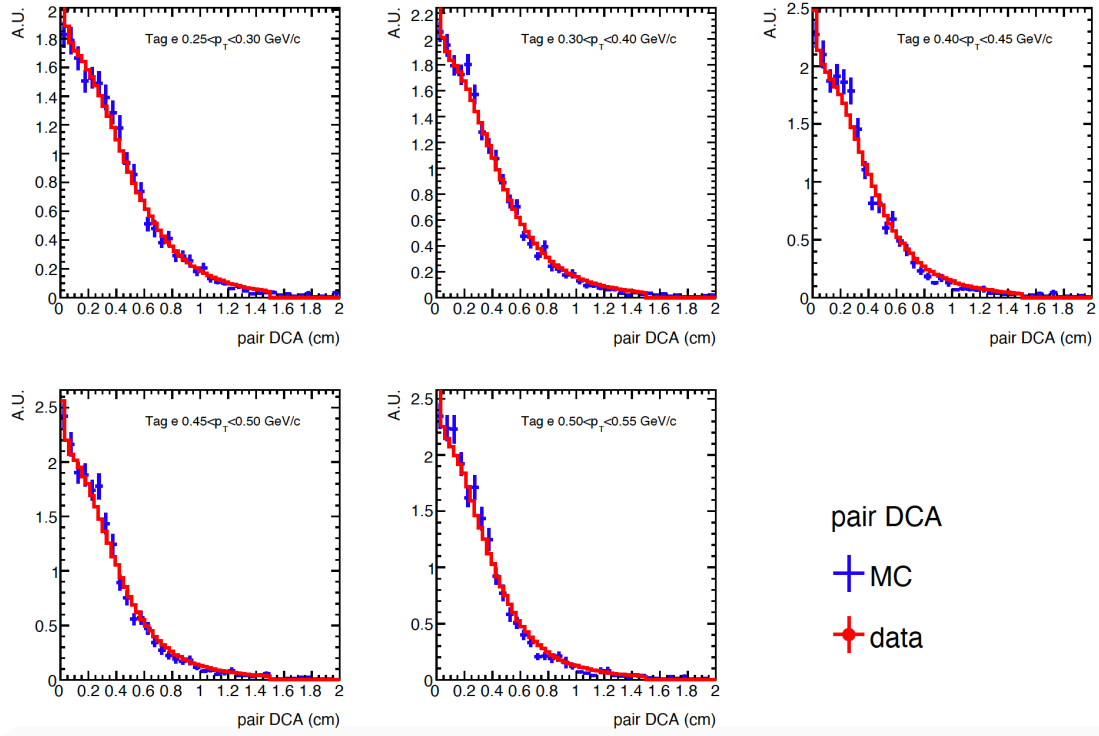 A.U.
Tag e 0.25<p_T<0.30 GeV/c
2
1.8
1.6
1.4
1.2
1
0.8
0.6
0.4
0.2
0
0 0.2 0.4 0.6 0.8 1 1.2 1.4 1.6 1.8 2
pair DCA (cm)
A.U.
Tag e 0.30<p_T<0.40 GeV/c
2.2
2
1.8
1.6
1.4
1.2
1
0.8
0.6
0.4
0.2
0
0 0.2 0.4 0.6 0.8 1 1.2 1.4 1.6 1.8 2
pair DCA (cm)
A.U.
Tag e 0.40<p_T<0.45 GeV/c
2.5
2
1.5
1
0.5
0
0 0.2 0.4 0.6 0.8 1 1.2 1.4 1.6 1.8 2
pair DCA (cm)
A.U.
Tag e 0.45<p_T<0.50 GeV/c
2.5
2
1.5
1
0.5
0
0 0.2 0.4 0.6 0.8 1 1.2 1.4 1.6 1.8 2
pair DCA (cm)
A.U.
Tag e 0.50<p_T<0.55 GeV/c
2.5
2
1.5
1
0.5
0
0 0.2 0.4 0.6 0.8 1 1.2 1.4 1.6 1.8 2
pair DCA (cm)
pair DCA
MC
data